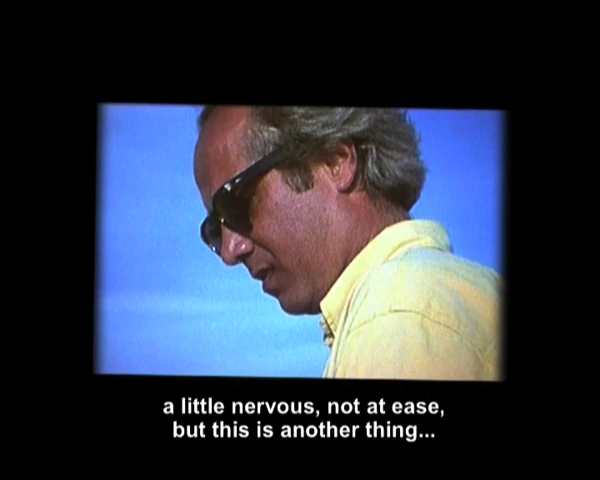 a little nervous, not at ease,
but this is another thing...